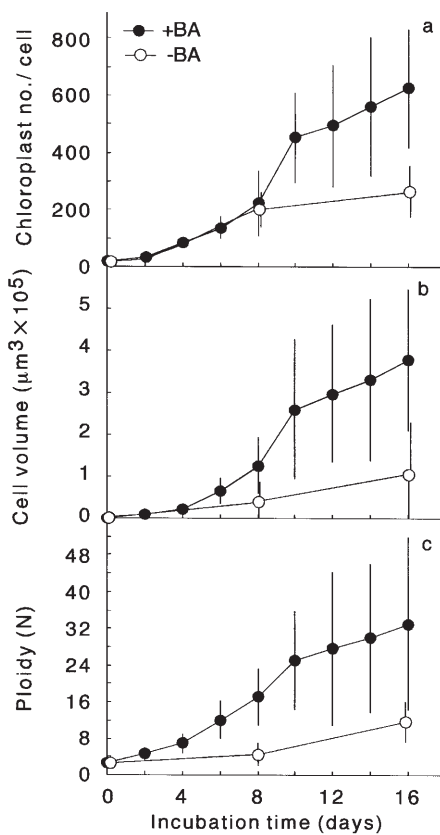 800
600
400
200
0
Chloroplast no./ cell
+BA
-BA
a
5
4
3
2
1
0
Cell volume (μm³×10⁵)
b
48
40
32
24
16
8
0
Ploidy (N)
c
0 4 8 12 16
Incubation time (days)